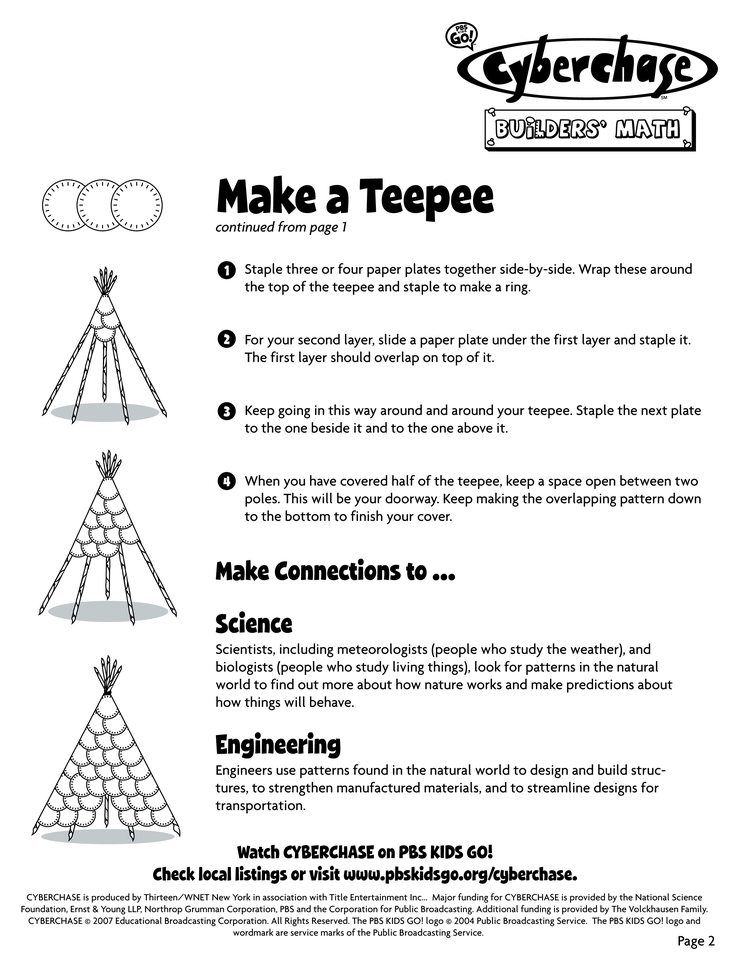 PBS
KIDS
GO!
Cyberchase
SM
BUiLDERS' MATH
Make a Teepee
continued from page 1
1 Staple three or four paper plates together side-by-side. Wrap these around
the top of the teepee and staple to make a ring.
2 For your second layer, slide a paper plate under the first layer and staple it.
The first layer should overlap on top of it.
3 Keep going in this way around and around your teepee. Staple the next plate
to the one beside it and to the one above it.
4 When you have covered half of the teepee, keep a space open between two
poles. This will be your doorway. Keep making the overlapping pattern down
to the bottom to finish your cover.
Make Connections to ...
Science
Scientists, including meteorologists (people who study the weather), and
biologists (people who study living things), look for patterns in the natural
world to find out more about how nature works and make predictions about
how things will behave.
Engineering
Engineers use patterns found in the natural world to design and build struc-
tures, to strengthen manufactured materials, and to streamline designs for
transportation.
Watch CYBERCHASE on PBS KIDS GO!
Check local listings or visit www.pbskidsgo.org/cyberchase.
CYBERCHASE is produced by Thirteen/WNET New York in association with Title Entertainment Inc... Major funding for CYBERCHASE is provided by the National Science
Foundation, Ernst & Young LLP, Northrop Grumman Corporation, PBS and the Corporation for Public Broadcasting. Additional funding is provided by The Volckhausen Family.
CYBERCHASE © 2007 Educational Broadcasting Corporation. All Rights Reserved. The PBS KIDS GO! logo © 2004 Public Broadcasting Service. The PBS KIDS GO! logo and
wordmark are service marks of the Public Broadcasting Service.
Page 2